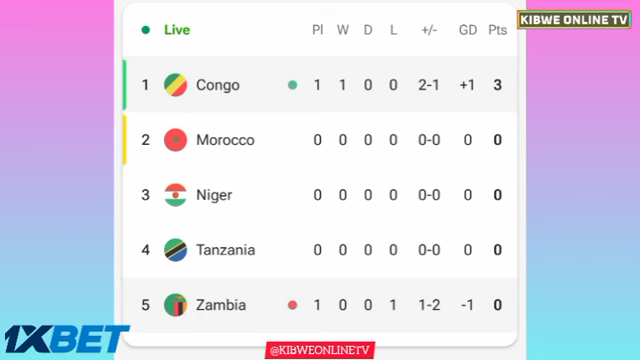 KIBWE ONLINE TV
Live Pl W D L +/- GD Pts
1 Congo 1 1 0 0 2-1 +1 3
2 Morocco 0 0 0 0 0-0 0 0
3 Niger 0 0 0 0 0-0 0 0
4 Tanzania 0 0 0 0 0-0 0 0
5 Zambia 1 0 0 1 1-2 -1 0
1XBET
@KIBWEONLINETV